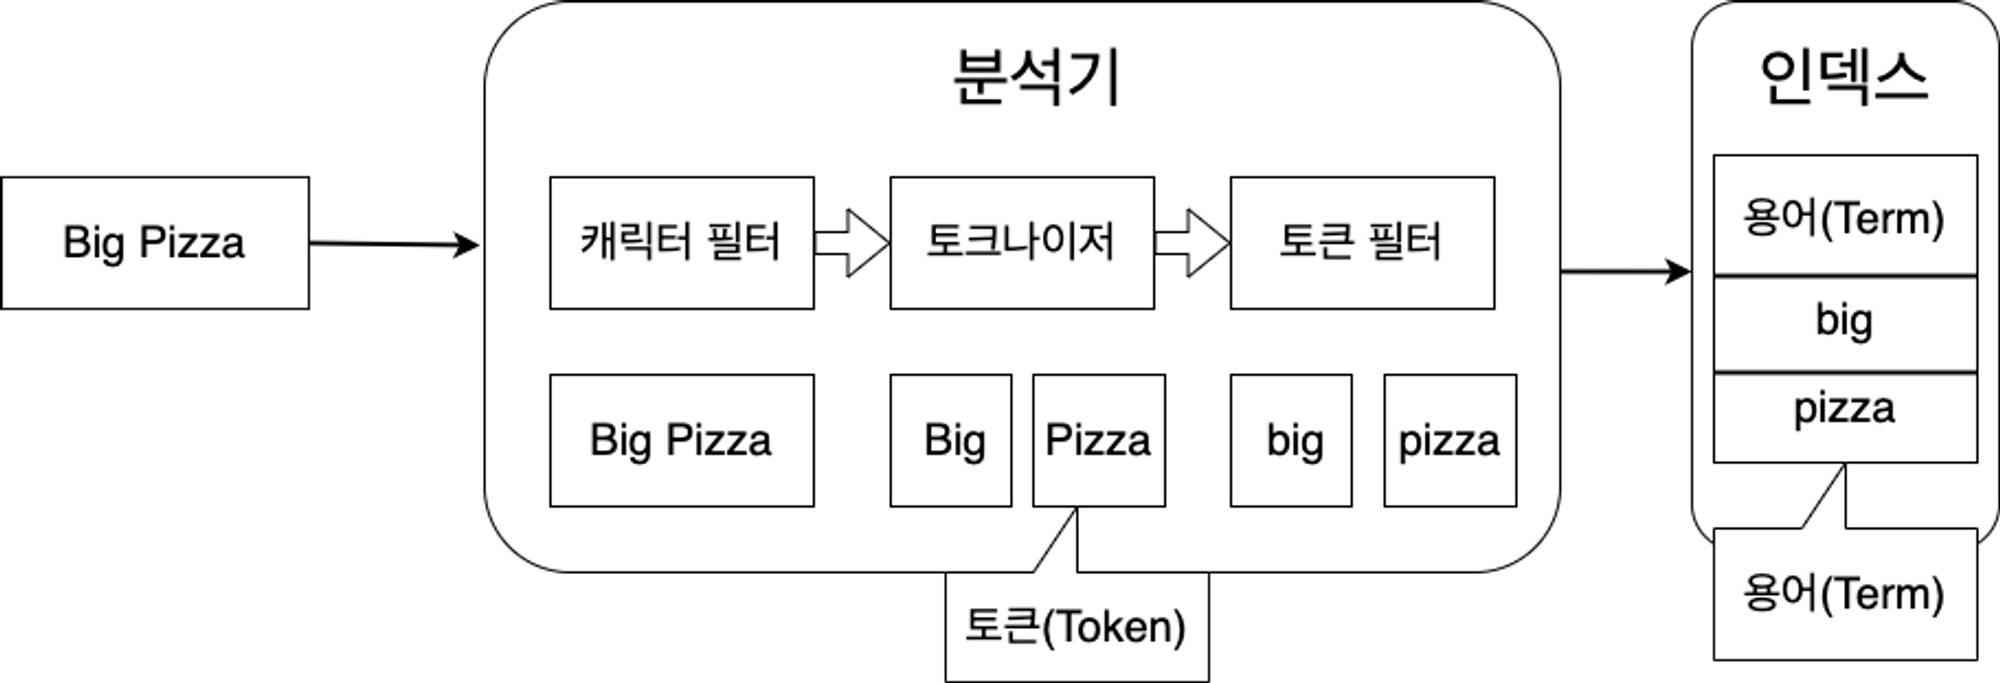 분석기
인덱스
Big Pizza
캐릭터 필터
토크나이저
토큰 필터
Big Pizza
Big
Pizza
big
pizza
토큰(Token)
용어(Term)
big
pizza
용어(Term)